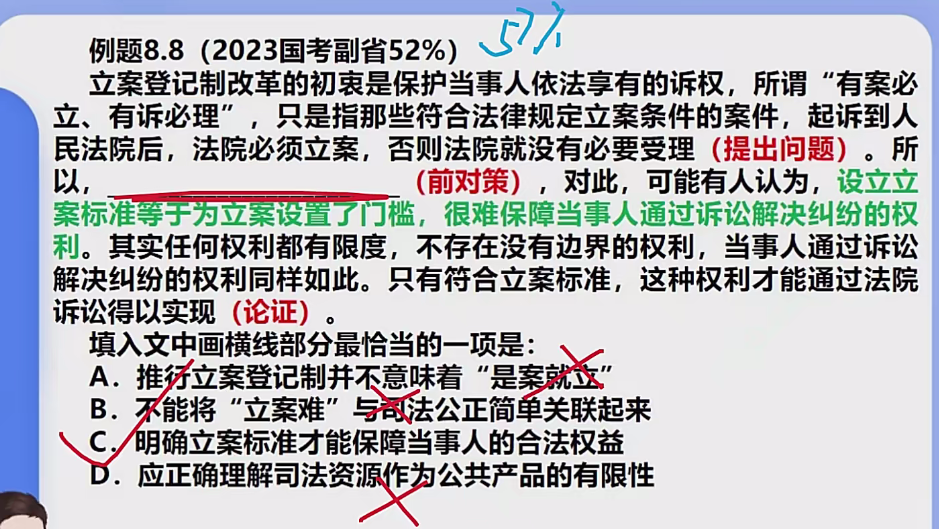 例题8.8（2023国考副省52%）
51%
立案登记制改革的初衷是保护当事人依法享有的诉权，所谓“有案必
立、有诉必理”，只是指那些符合法律规定立案条件的案件，起诉到人
民法院后，法院必须立案，否则法院就没有必要受理（提出问题）。所
以，____________________（前对策），对此，可能有人认为，设立立
案标准等于为立案设置了门槛，很难保障当事人通过诉讼解决纠纷的权
利。其实任何权利都有限度，不存在没有边界的权利，当事人通过诉讼
解决纠纷的权利同样如此。只有符合立案标准，这种权利才能通过法院
诉讼得以实现（论证）。
填入文中画横线部分最恰当的一项是：
A．推行立案登记制并不意味着“是案就立”
B．不能将“立案难”与司法公正简单关联起来
C．明确立案标准才能保障当事人的合法权益
D．应正确理解司法资源作为公共产品的有限性